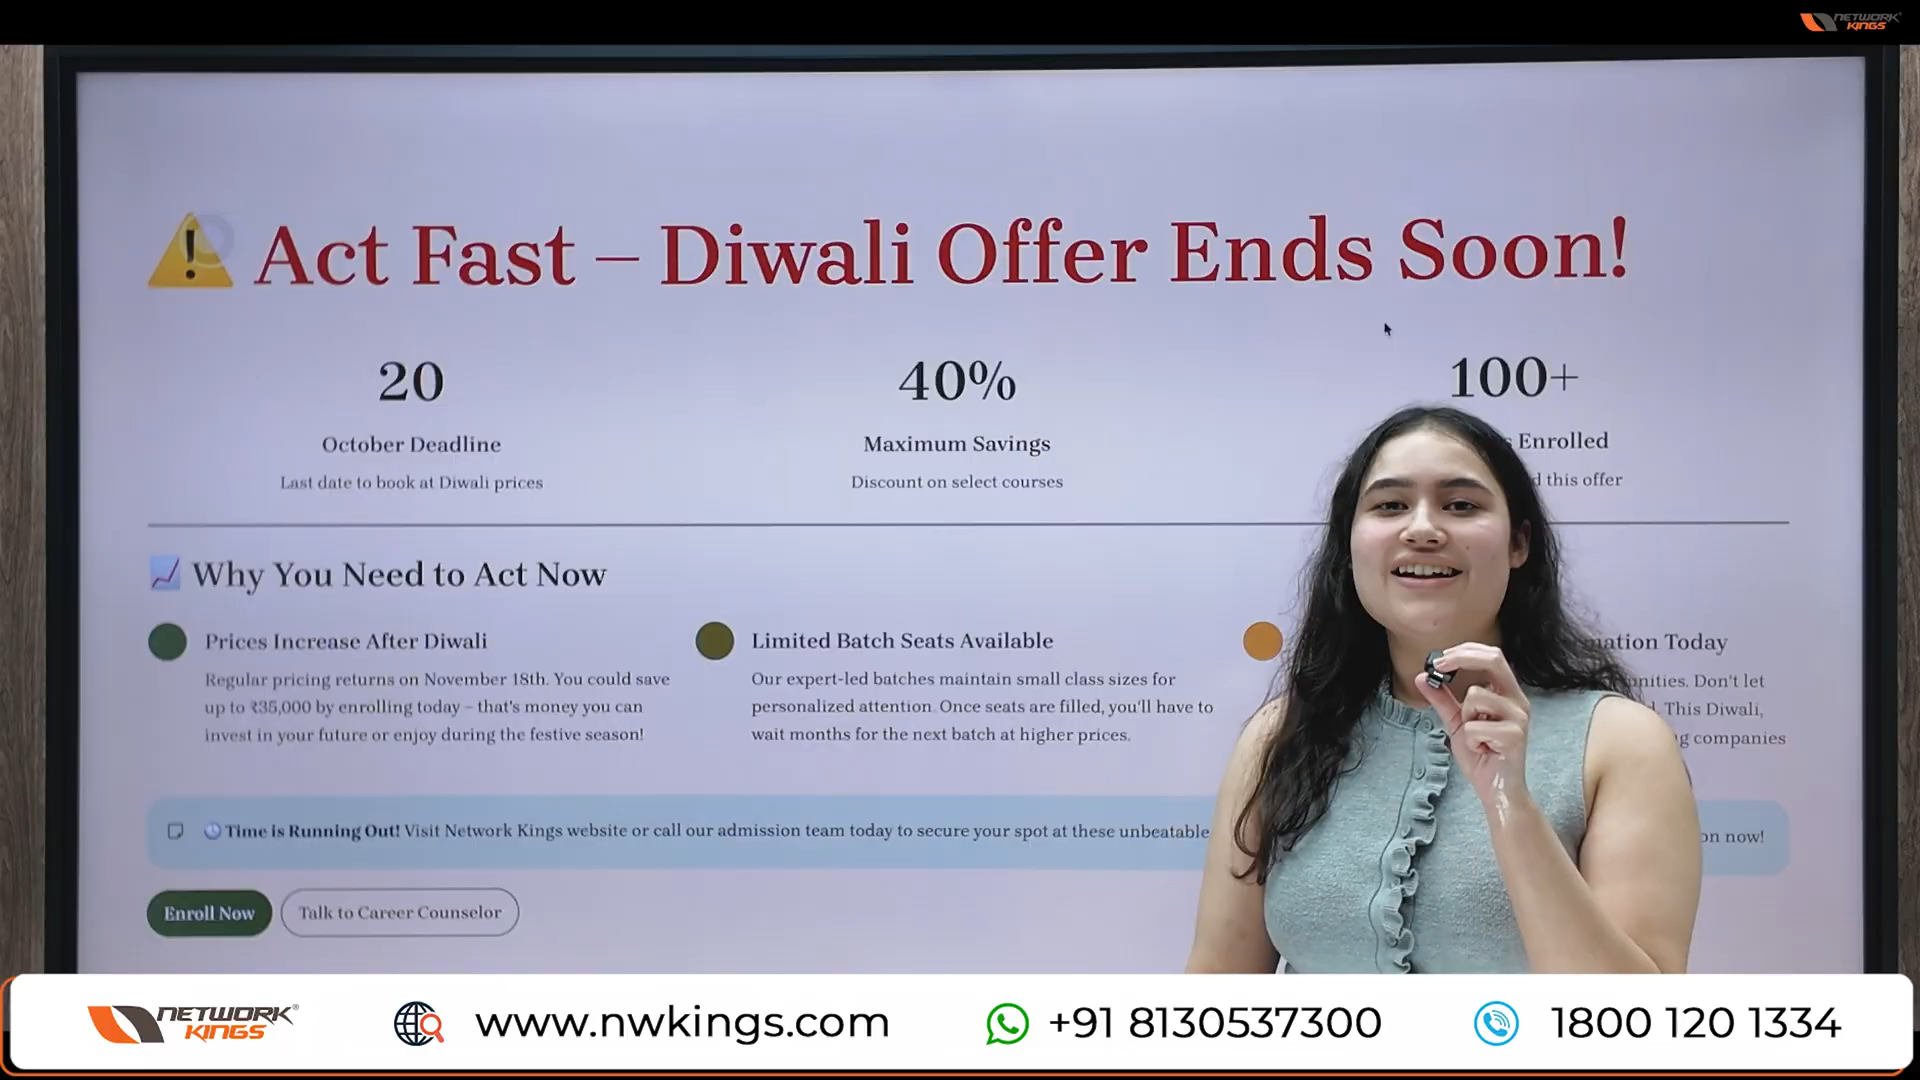 NETWORK
KINGS
Act Fast – Diwali Offer Ends Soon!
20
October Deadline
Last date to book at Diwali prices
40%
Maximum Savings
Discount on select courses
100+
Enrolled
this offer
Why You Need to Act Now
Prices Increase After Diwali
Regular pricing returns on November 18th. You could save
up to ₹35,000 by enrolling today – that's money you can
invest in your future or enjoy during the festive season!
Limited Batch Seats Available
Our expert-led batches maintain small class sizes for
personalized attention. Once seats are filled, you'll have to
wait months for the next batch at higher prices.
Today
Don't let
This Diwali,
companies
Time is Running Out! Visit Network Kings website or call our admission team today to secure your spot at these unbeatable
now!
Enroll Now
Talk to Career Counselor
NETWORK®
KINGS
www.nwkings.com
+91 8130537300
1800 120 1334